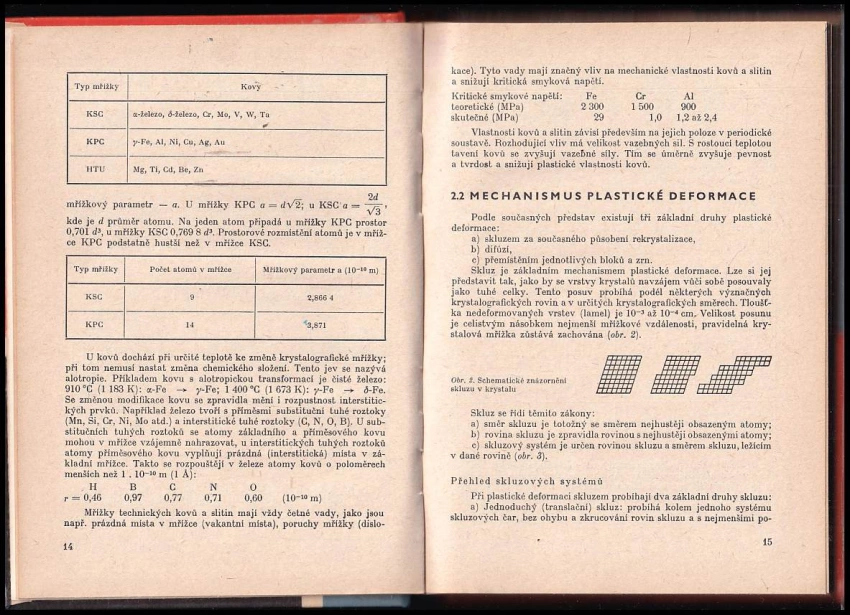 Typ mřížky Kovy
KSC α-železo, δ-železo, Cr, Mo, V, W, Ta
KPC γ-Fe, Al, Ni, Cu, Ag, Au
HTU Mg, Ti, Cd, Be, Zn
mřížkový parametr — a. U mřížky KPC a = d√2; u KSC a = 2d/√3,
kde je d průměr atomu. Na jeden atom připadá u mřížky KPC prostor
0,701 d³, u mřížky KSC 0,769 8 d³. Prostorové rozmístění atomů je v mříž-
ce KPC podstatně hustší než v mřížce KSC.
Typ mřížky Počet atomů v mřížce Mřížkový parametr a (10⁻¹⁰ m)
KSC 9 2,866 4
KPC 14 3,871
U kovů dochází při určité teplotě ke změně krystalografické mřížky;
při tom nemusí nastat změna chemického složení. Tento jev se nazývá
alotropie. Příkladem kovu s alotropickou transformací je čisté železo:
910 °C (1 183 K): α-Fe → γ-Fe; 1 400 °C (1 673 K): γ-Fe → δ-Fe.
Se změnou modifikace kovu se zpravidla mění i rozpustnost interstitic-
kých prvků. Například železo tvoří s příměsmi substituční tuhé roztoky
(Mn, Si, Cr, Ni, Mo atd.) a interstitické tuhé roztoky (C, N, O, B). U sub-
stitučních tuhých roztoků se atomy základního a příměsového kovu
mohou v mřížce vzájemně nahrazovat, u interstitických tuhých roztoků
atomy příměsového kovu vyplňují prázdná (interstitická) místa v zá-
kladní mřížce. Takto se rozpouštějí v železe atomy kovů o poloměrech
menších než 1 . 10⁻¹⁰ m (1 Å):
H B C N O
r = 0,46 0,97 0,77 0,71 0,60 (10⁻¹⁰ m)
Mřížky technických kovů a slitin mají vždy četné vady, jako jsou
např. prázdná místa v mřížce (vakantní místa), poruchy mřížky (dislo-
14
kace). Tyto vady mají značný vliv na mechanické vlastnosti kovů a slitin
a snižují kritická smyková napětí.
Kritické smykové napětí: Fe Cr Al
teoretické (MPa) 2 300 1 500 900
skutečné (MPa) 29 1,0 1,2 až 2,4
Vlastnosti kovů a slitin závisí především na jejich poloze v periodické
soustavě. Rozhodující vliv má velikost vazebných sil. S rostoucí teplotou
tavení kovů se zvyšují vazebné síly. Tím se úměrně zvyšuje pevnost
a tvrdost a snižují plastické vlastnosti kovů.
2.2 MECHANISMUS PLASTICKÉ DEFORMACE
Podle současných představ existují tři základní druhy plastické
deformace:
a) skluzem za současného působení rekrystalizace,
b) difúzí,
c) přemístěním jednotlivých bloků a zrn.
Skluz je základním mechanismem plastické deformace. Lze si jej
představit tak, jako by se vrstvy krystalů navzájem vůči sobě posouvaly
jako tuhé celky. Tento posuv probíhá podél některých význačných
krystalografických rovin a v určitých krystalografických směrech. Tloušť-
ka nedeformovaných vrstev (lamel) je 10⁻³ až 10⁻⁴ cm. Velikost posunu
je celistvým násobkem nejmenší mřížkové vzdálenosti, pravidelná kry-
stalová mřížka zůstává zachována (obr. 2).
Obr. 2. Schematické znázornění
skluzu v krystalu
Skluz se řídí těmito zákony:
a) směr skluzu je totožný se směrem nejhustěji obsazeným atomy;
b) rovina skluzu je zpravidla rovinou s nejhustěji obsazenými atomy;
c) skluzový systém je určen rovinou skluzu a směrem skluzu, ležícím
v dané rovině (obr. 3).
Přehled skluzových systémů
Při plastické deformaci skluzem probíhají dva základní druhy skluzu:
a) Jednoduchý (translační) skluz: probíhá kolem jednoho systému
skluzových čar, bez ohybu a zkrucování rovin skluzu a s nejmenšími po-
15